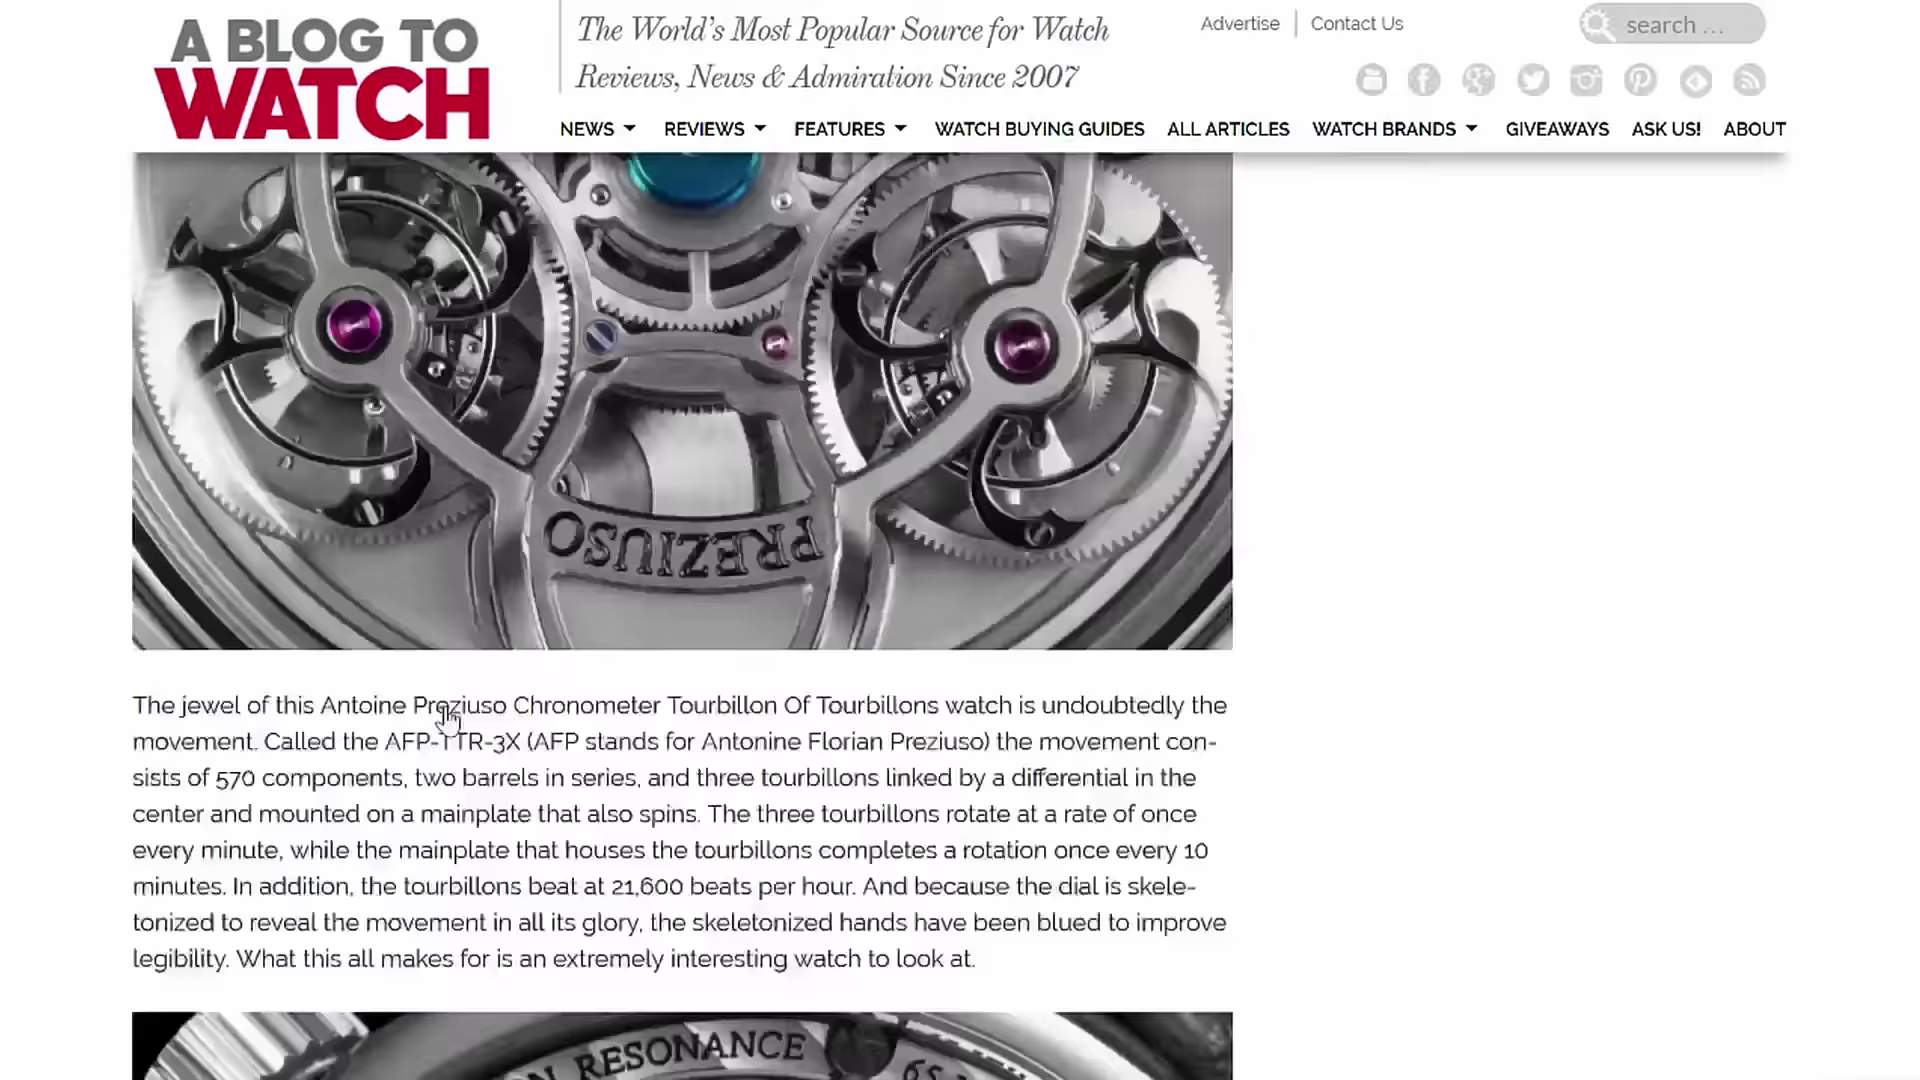 A BLOG TO
WATCH
The World's Most Popular Source for Watch
Reviews, News & Admiration Since 2007
Advertise
Contact Us
search ...
NEWS
REVIEWS
FEATURES
WATCH BUYING GUIDES
ALL ARTICLES
WATCH BRANDS
GIVEAWAYS
ASK US!
ABOUT
PREZIUSO
The jewel of this Antoine Preziuso Chronometer Tourbillon Of Tourbillons watch is undoubtedly the
movement. Called the AFP-TTR-3X (AFP stands for Antonine Florian Preziuso) the movement con-
sists of 570 components, two barrels in series, and three tourbillons linked by a differential in the
center and mounted on a mainplate that also spins. The three tourbillons rotate at a rate of once
every minute, while the mainplate that houses the tourbillons completes a rotation once every 10
minutes. In addition, the tourbillons beat at 21,600 beats per hour. And because the dial is skele-
tonized to reveal the movement in all its glory, the skeletonized hands have been blued to improve
legibility. What this all makes for is an extremely interesting watch to look at.
RESONANCE